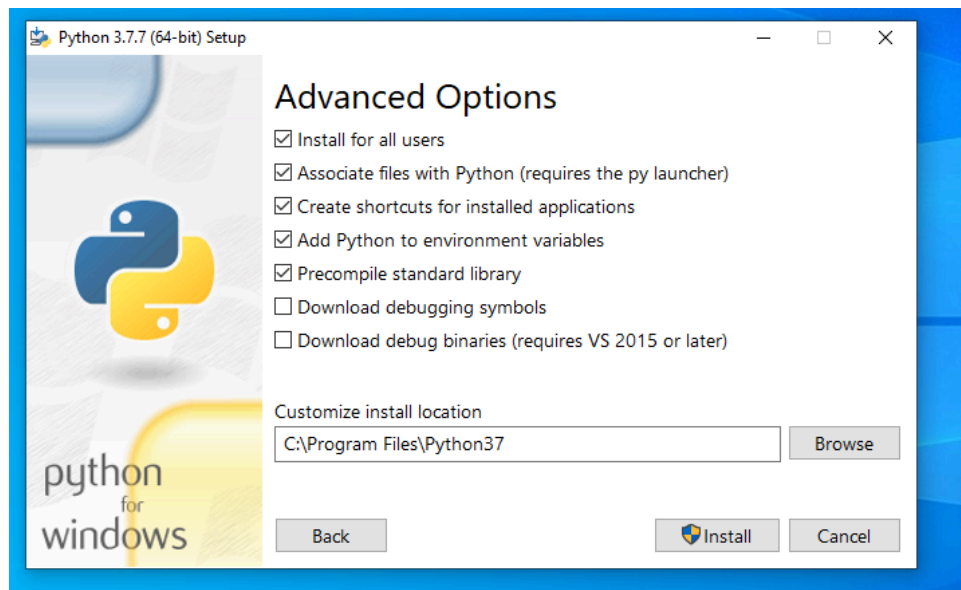 Python 3.7.7 (64-bit) Setup
Advanced Options
Install for all users
Associate files with Python (requires the py launcher)
Create shortcuts for installed applications
Add Python to environment variables
Precompile standard library
Download debugging symbols
Download debug binaries (requires VS 2015 or later)
Customize install location
C:\Program Files\Python37
Browse
python
for
windows
Back
Install
Cancel